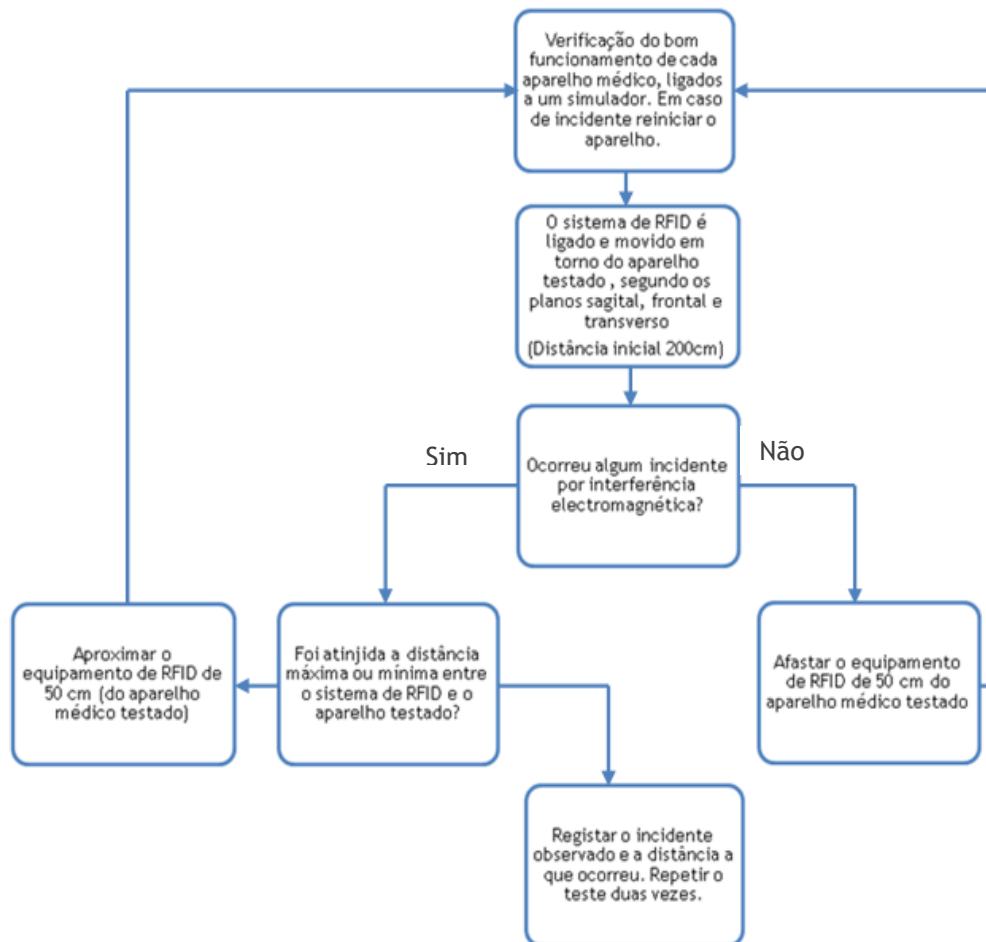 Verificação do bom
funcionamento de cada
aparelho médico, ligados
a um simulador. Em caso
de incidente reiniciar o
aparelho.
O sistema de RFID é
ligado e movido em
torno do aparelho
testado , segundo os
planos sagital, frontal e
transverso
(Distância inicial 200cm)
Sim
Não
Ocorreu algum incidente
por interferência
electromagnética?
Aproximar o
equipamento de RFID de
50 cm (do aparelho
médico testado)
Foi atinjida a distância
máxima ou mínima entre
o sistema de RFID e o
aparelho testado?
Afastar o equipamento
de RFID de 50 cm do
aparelho médico testado
Registar o incidente
observado e a distância a
que ocorreu. Repetir o
teste duas vezes.